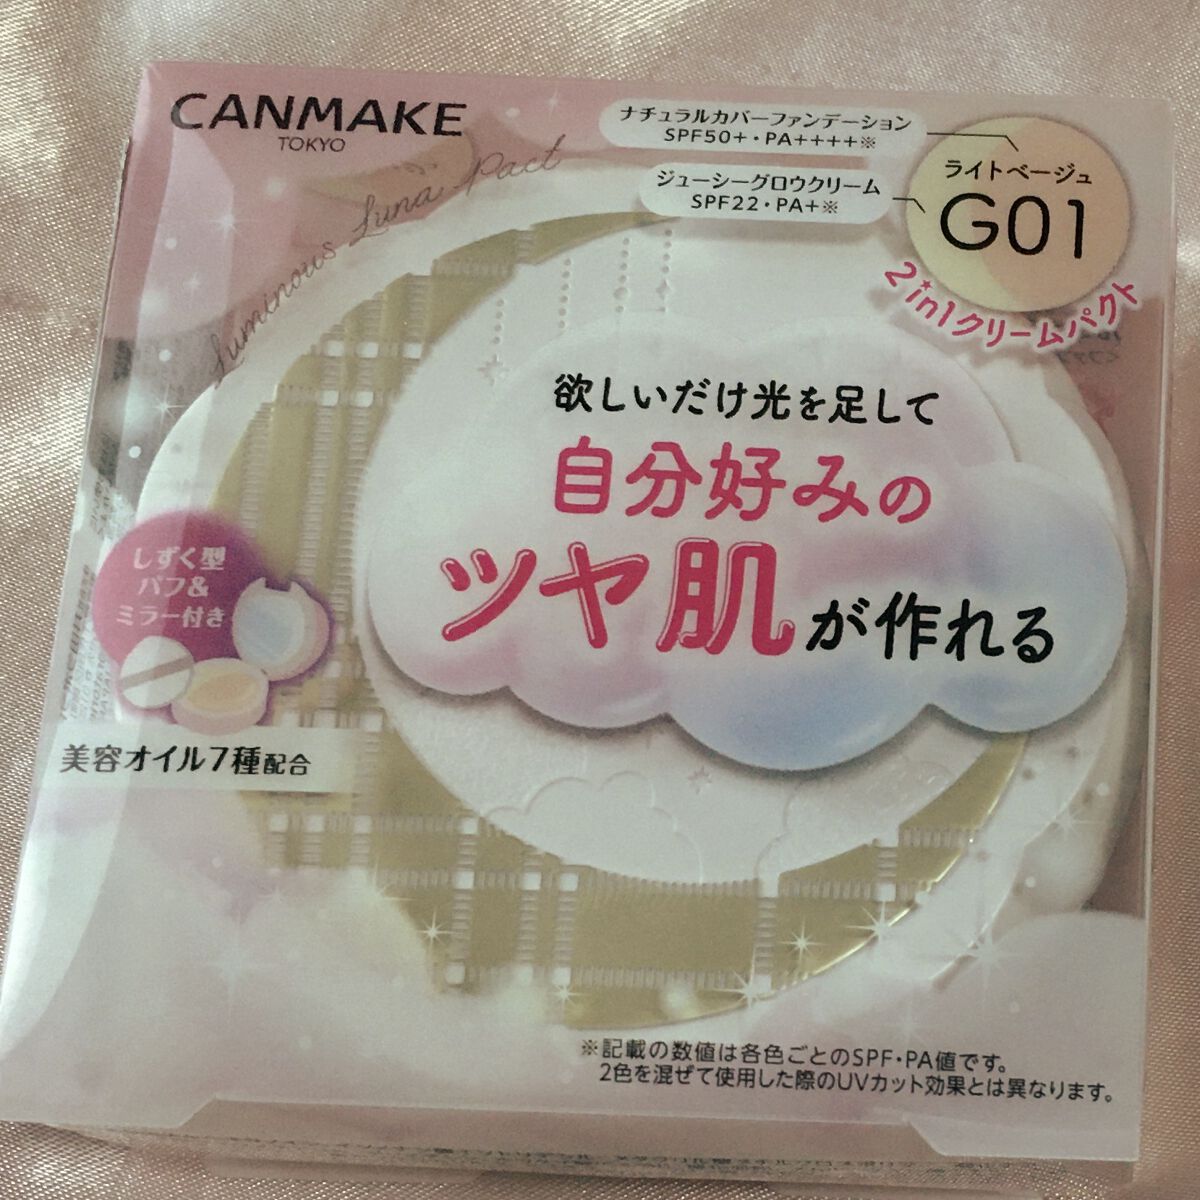 CANMAKE
TOKYO
Luminous Luna Pact
ナチュラルカバーファンデーション
SPF50+・PA++++※
ジューシーグロウクリーム
SPF22・PA+※
ライトベージュ
G01
2in1クリームパクト
欲しいだけ光を足して
自分好みの
ツヤ肌が作れる
しずく型
パフ&
ミラー付き
美容オイル7種配合
※記載の数値は各色ごとのSPF・PA値です。
2色を混ぜて使用した際のUVカット効果とは異なります。